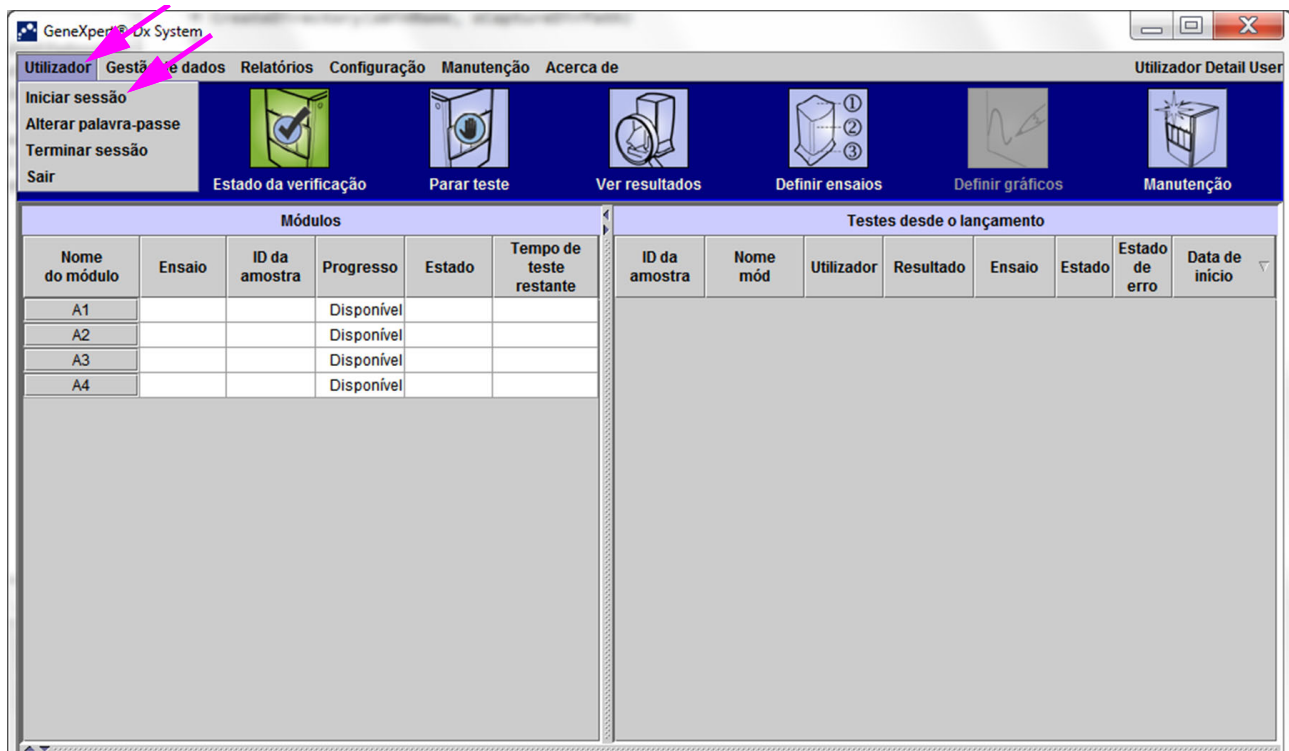 GeneXpert® Dx System
Utilizador Gestão de dados Relatórios Configuração Manutenção Acerca de Utilizador Detail User
Iniciar sessão
Alterar palavra-passe
Terminar sessão
Sair
Estado da verificação Parar teste Ver resultados Definir ensaios Definir gráficos Manutenção
1
2
3
Módulos
Nome do módulo Ensaio ID da amostra Progresso Estado Tempo de teste restante
A1 Disponível
A2 Disponível
A3 Disponível
A4 Disponível
Testes desde o lançamento
ID da amostra Nome mód Utilizador Resultado Ensaio Estado Estado de erro Data de início